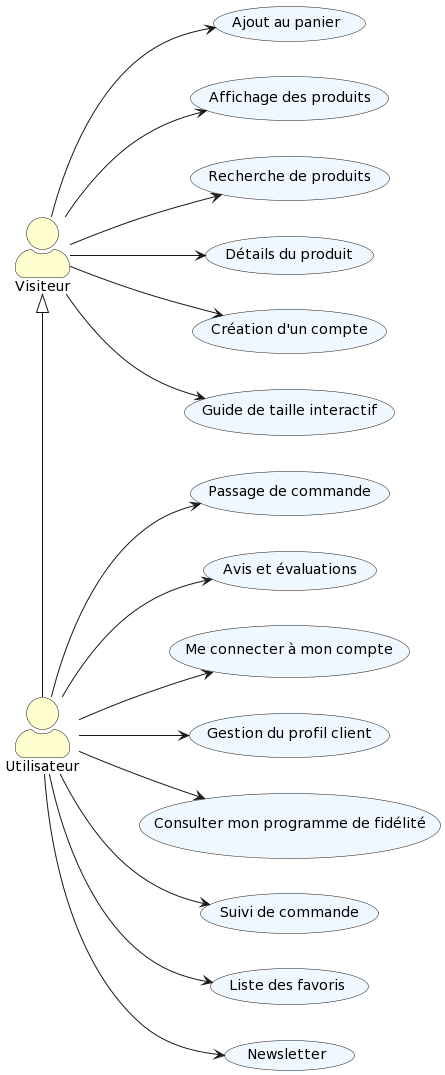 Ajout au panier
Affichage des produits
Recherche de produits
Détails du produit
Visiteur
Création d'un compte
Guide de taille interactif
Passage de commande
Avis et évaluations
Me connecter à mon compte
Gestion du profil client
Utilisateur
Consulter mon programme de fidélité
Suivi de commande
Liste des favoris
Newsletter